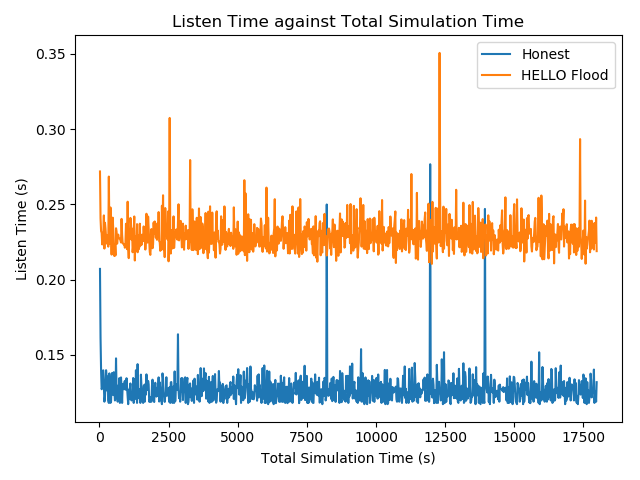 Listen Time against Total Simulation Time
Honest
HELLO Flood
Listen Time (s)
0.35
0.30
0.25
0.20
0.15
0 2500 5000 7500 10000 12500 15000 17500
Total Simulation Time (s)